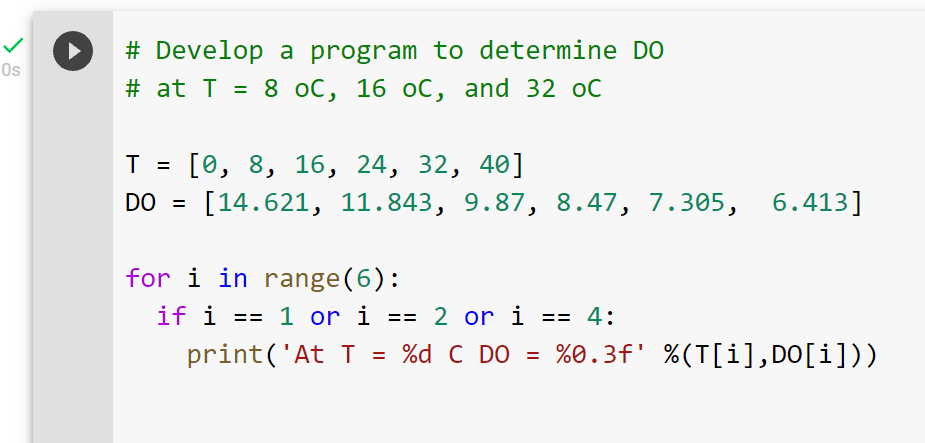 0s
# Develop a program to determine DO
# at T = 8 oC, 16 oC, and 32 oC
T = [0, 8, 16, 24, 32, 40]
DO = [14.621, 11.843, 9.87, 8.47, 7.305,  6.413]
for i in range(6):
  if i == 1 or i == 2 or i == 4:
    print('At T = %d C DO = %0.3f' %(T[i],DO[i]))